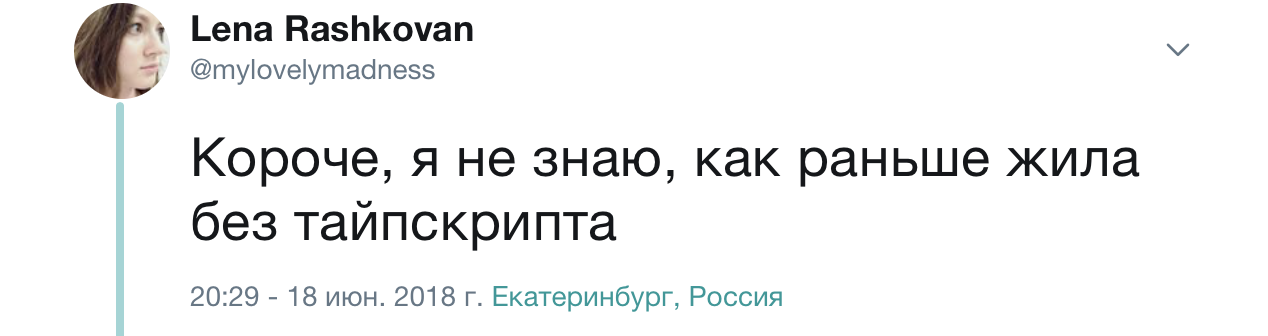 Lena Rashkovan
@mylovelymadness
Короче, я не знаю, как раньше жила
без тайпскрипта
20:29 - 18 июн. 2018 г. Екатеринбург, Россия